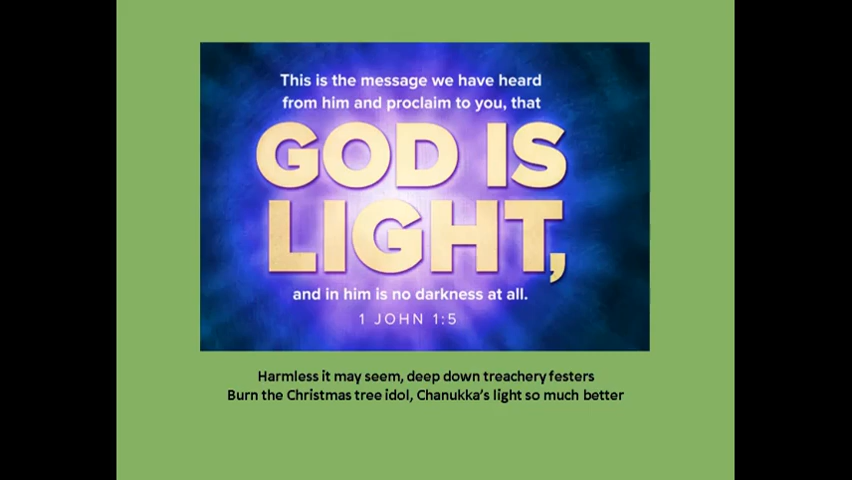 This is the message we have heard
from him and proclaim to you, that
GOD IS
LIGHT,
and in him is no darkness at all.
1 JOHN 1:5
Harmless it may seem, deep down treachery festers
Burn the Christmas tree idol, Chanukka's light so much better